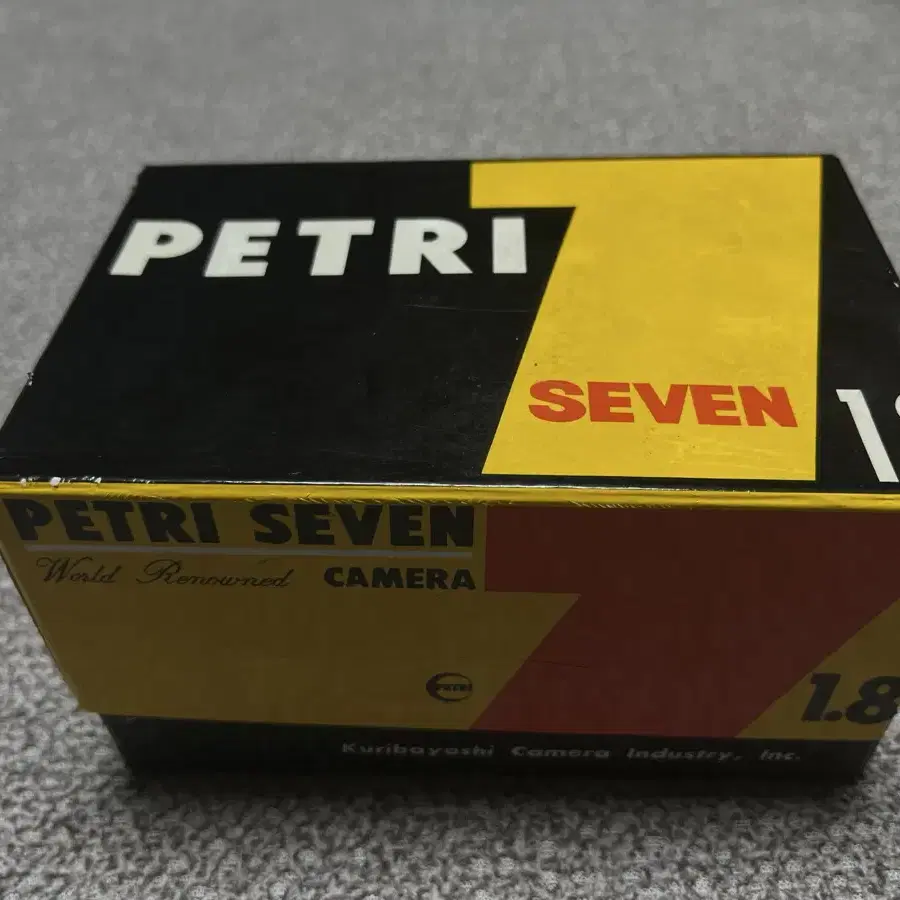 PETRI
SEVEN
PETRI SEVEN
World Renowned CAMERA
PETRI
1.8
Kuribayashi Camera Industry, Inc.